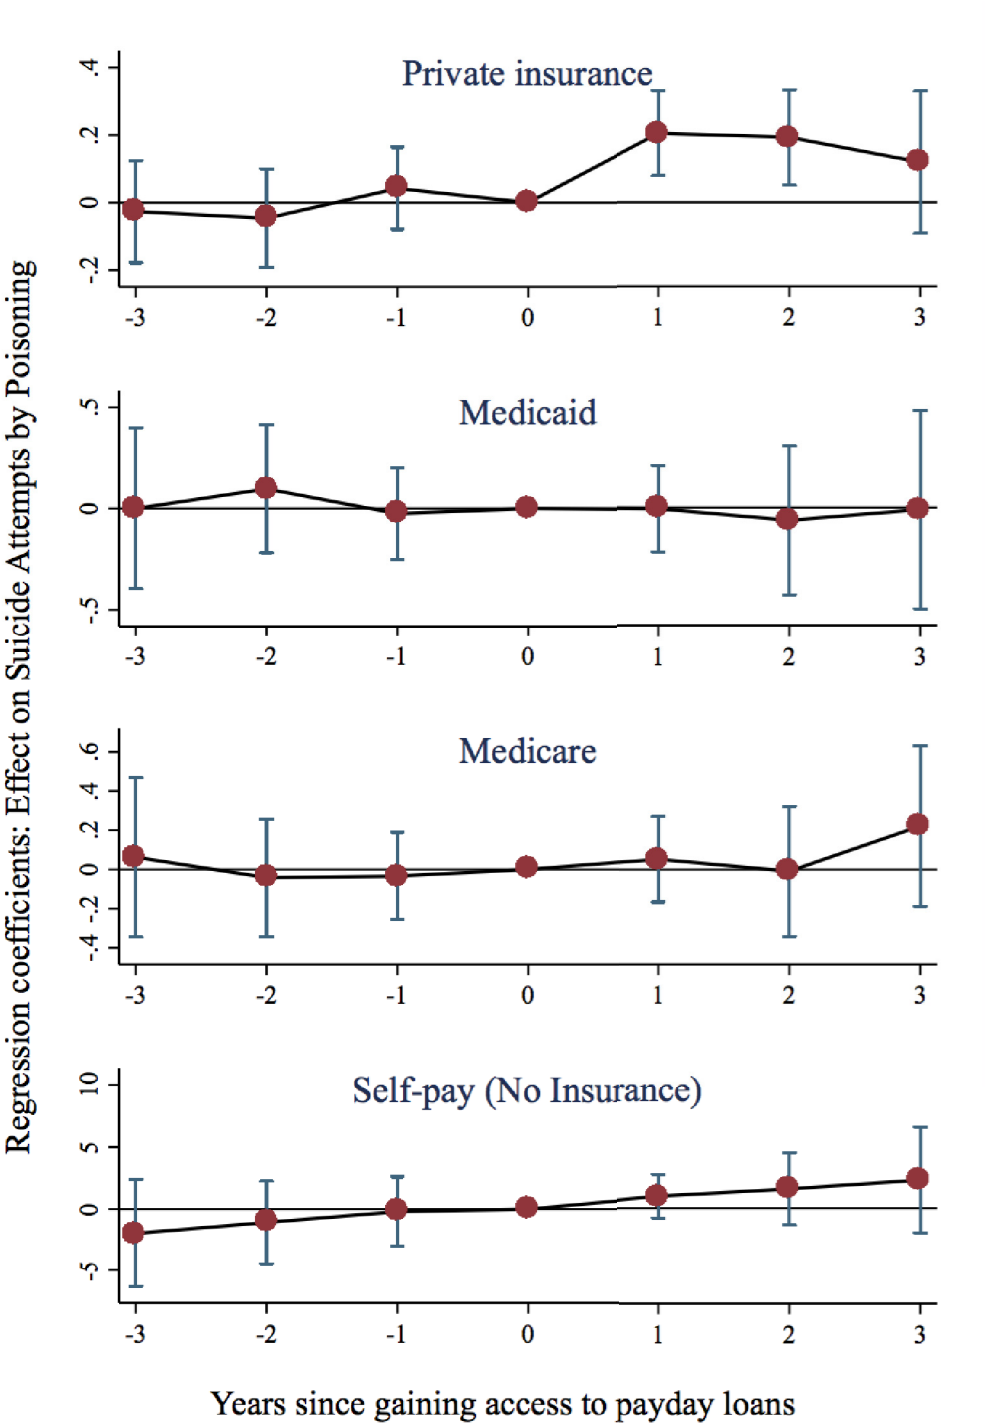 Regression coefficients: Effect on Suicide Attempts by Poisoning
Private insurance
.4
.2
0
-.2
-3 -2 -1 0 1 2 3
Medicaid
.5
0
-.5
-3 -2 -1 0 1 2 3
Medicare
.6
.4
.2
0
-.2
-.4
-3 -2 -1 0 1 2 3
Self-pay (No Insurance)
10
5
0
-5
-3 -2 -1 0 1 2 3
Years since gaining access to payday loans